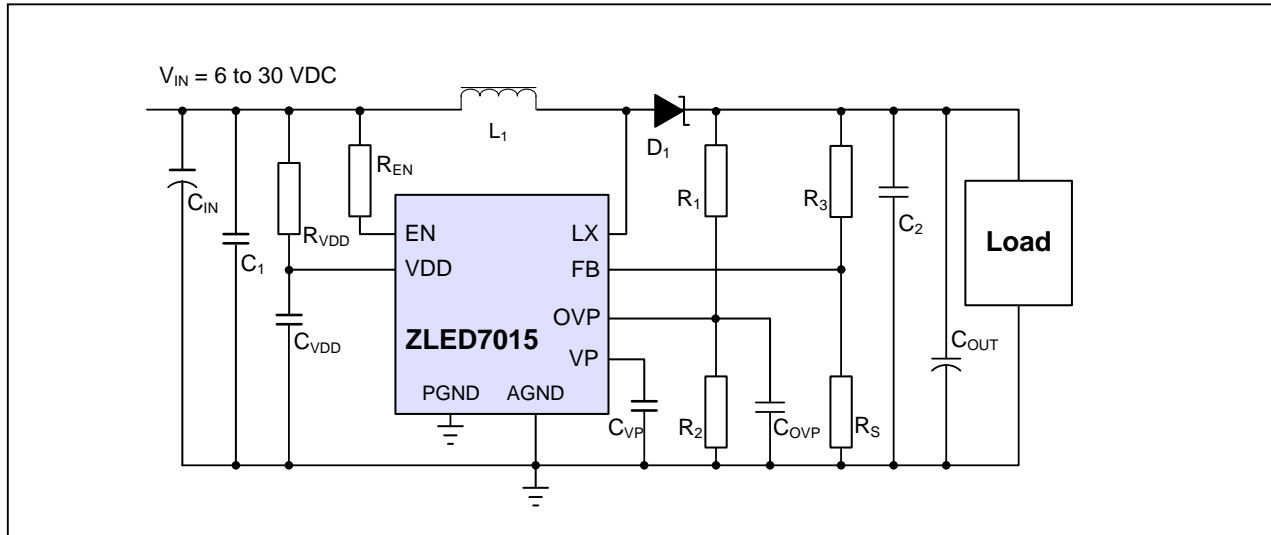 V_IN = 6 to 30 VDC
L₁
D₁
R_EN
C_IN
R_VDD
R₁
R₃
EN
LX
C₂
Load
C₁
VDD
FB
OVP
ZLED7015
C_VDD
VP
C_OUT
PGND
AGND
C_VP
R₂
C_OVP
R_S